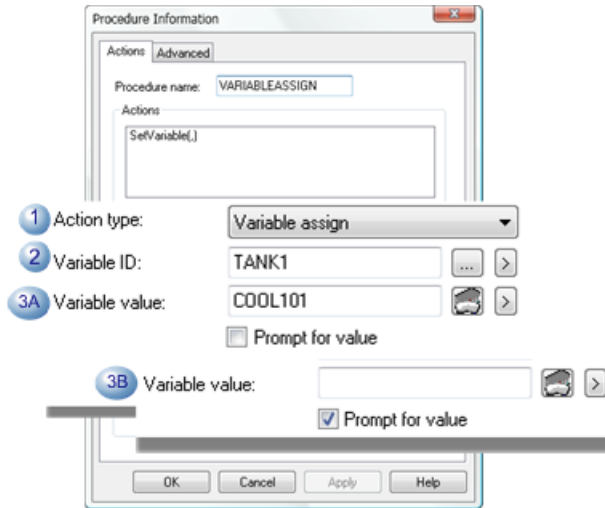 Procedure Information
Actions Advanced
Procedure name: VARIABLEASSIGN
Actions
SetVariable(,)
1 Action type: Variable assign
2 Variable ID: TANK1 ... >
3A Variable value: COOL101 >
Prompt for value
3B Variable value: >
Prompt for value
OK Cancel Apply Help